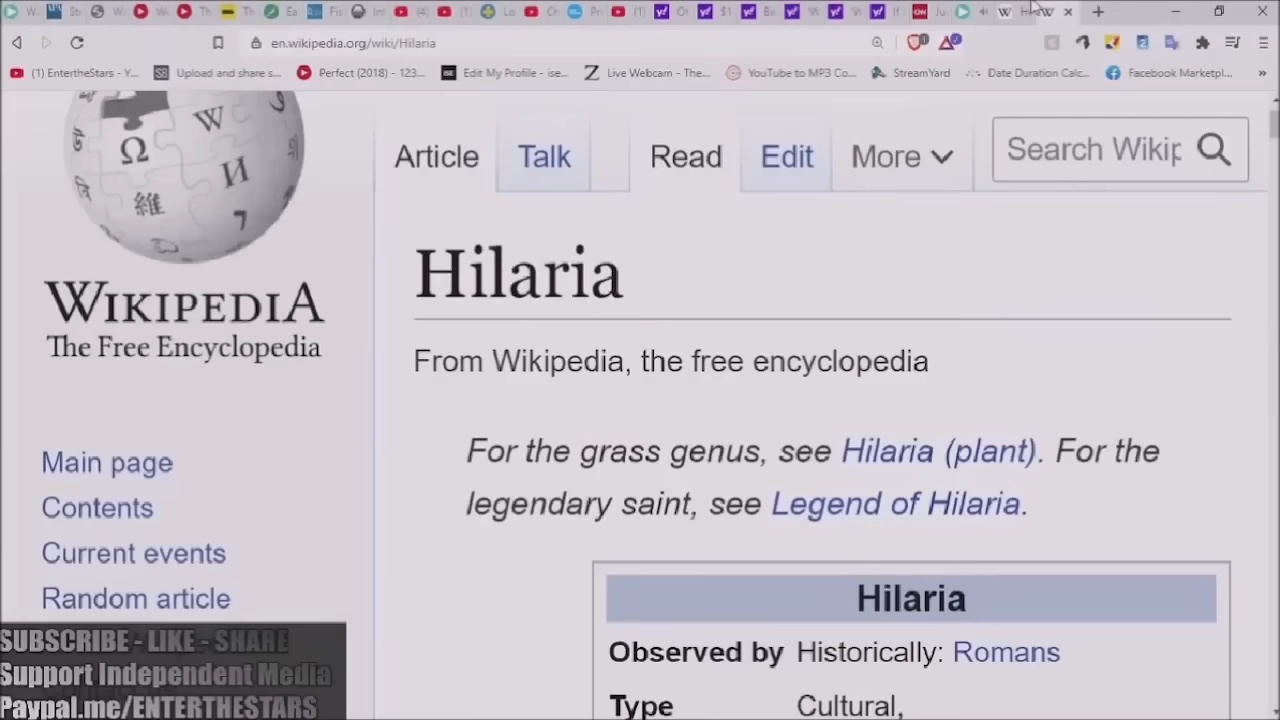 en.wikipedia.org/wiki/Hilaria
(1) EntertheStars - Y... Upload and share s... Perfect (2018) - 123... Edit My Profile - ise... Live Webcam - The... YouTube to MP3 Co... StreamYard Date Duration Calc... Facebook Marketpl... »
Article Talk Read Edit More Search Wikip
WIKIPEDIA
The Free Encyclopedia
Hilaria
From Wikipedia, the free encyclopedia
For the grass genus, see Hilaria (plant). For the
legendary saint, see Legend of Hilaria.
Main page
Contents
Current events
Random article
Hilaria
Observed by Historically: Romans
Type Cultural,
SUBSCRIBE - LIKE - SHARE
Support Independent Media
Paypal.me/ENTERTHESTARS